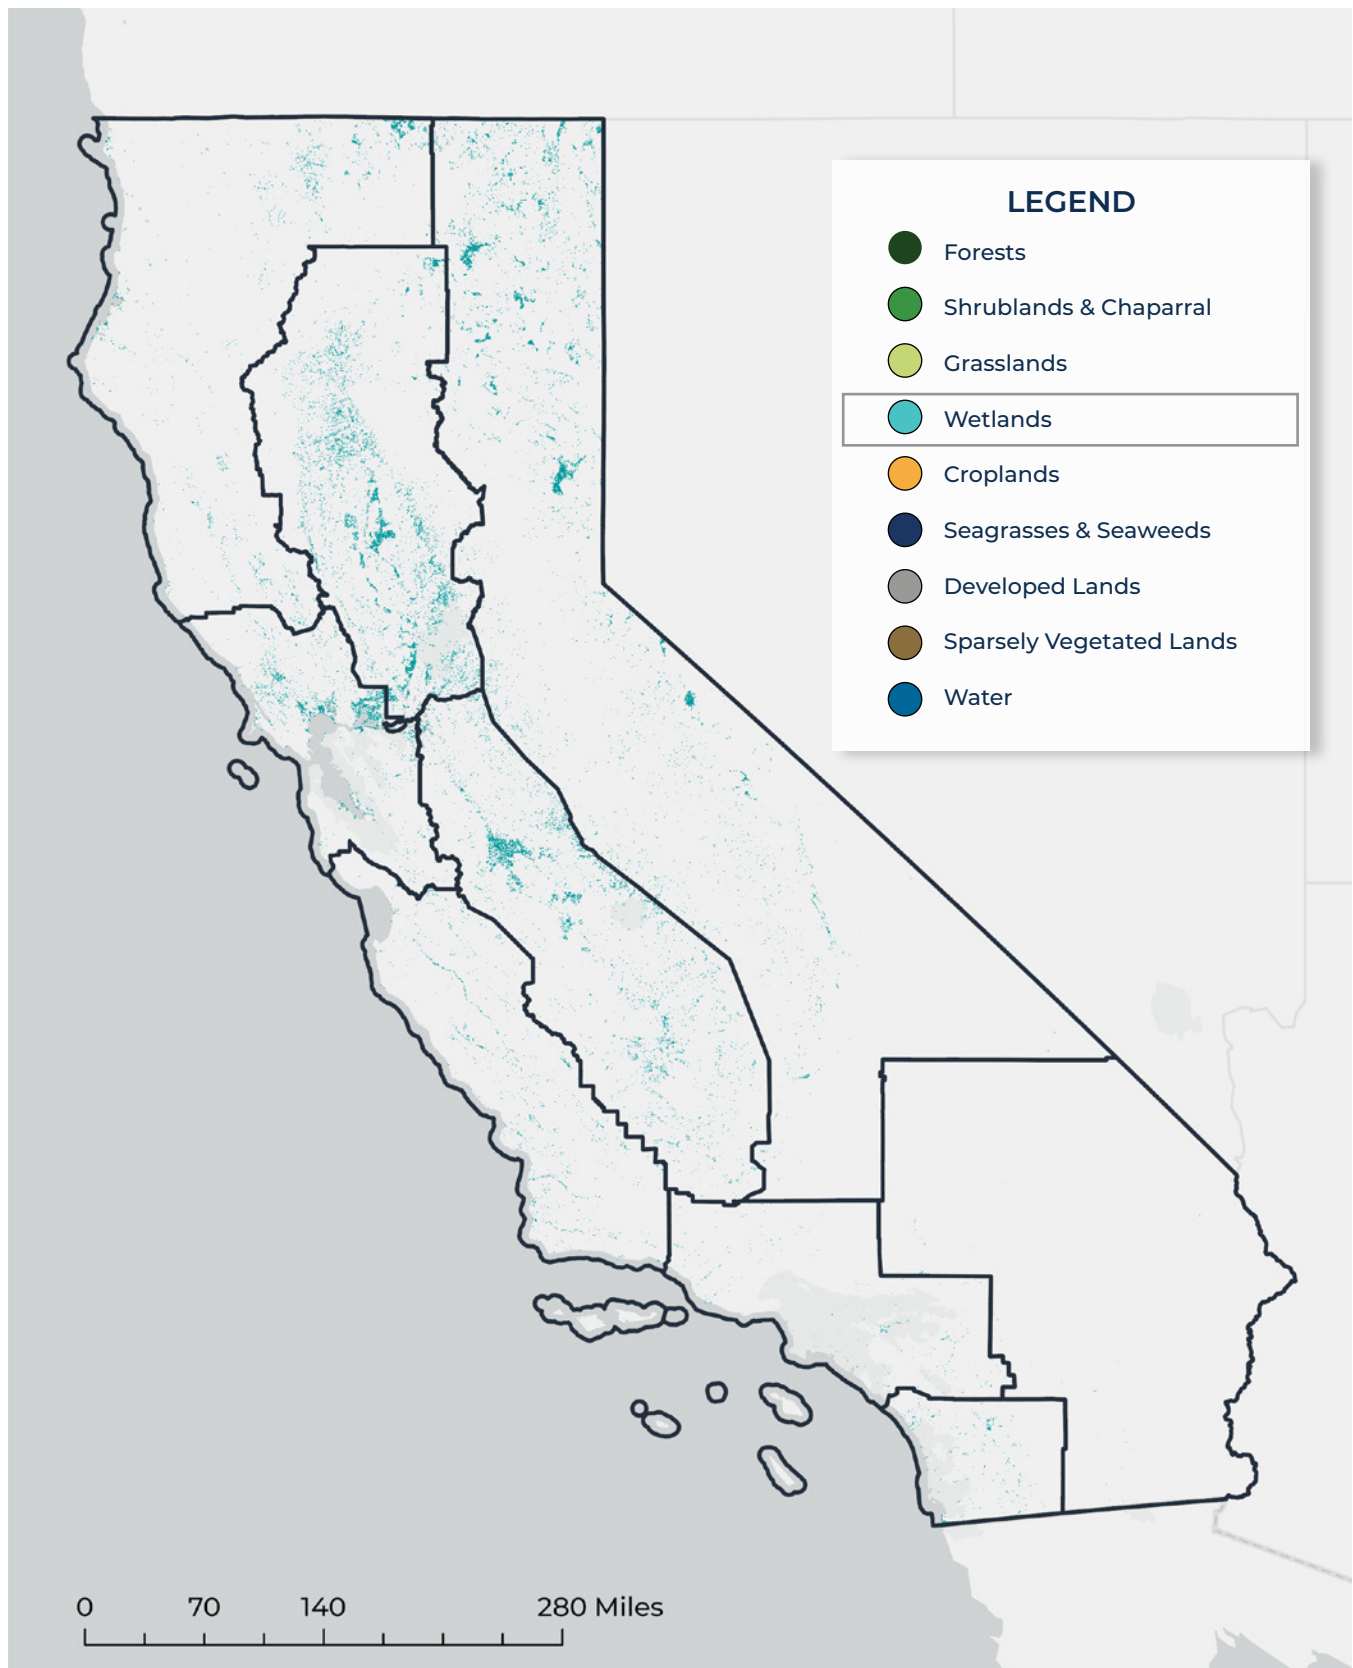 LEGEND
Forests
Shrublands & Chaparral
Grasslands
Wetlands
Croplands
Seagrasses & Seaweeds
Developed Lands
Sparsely Vegetated Lands
Water
0 70 140 280 Miles